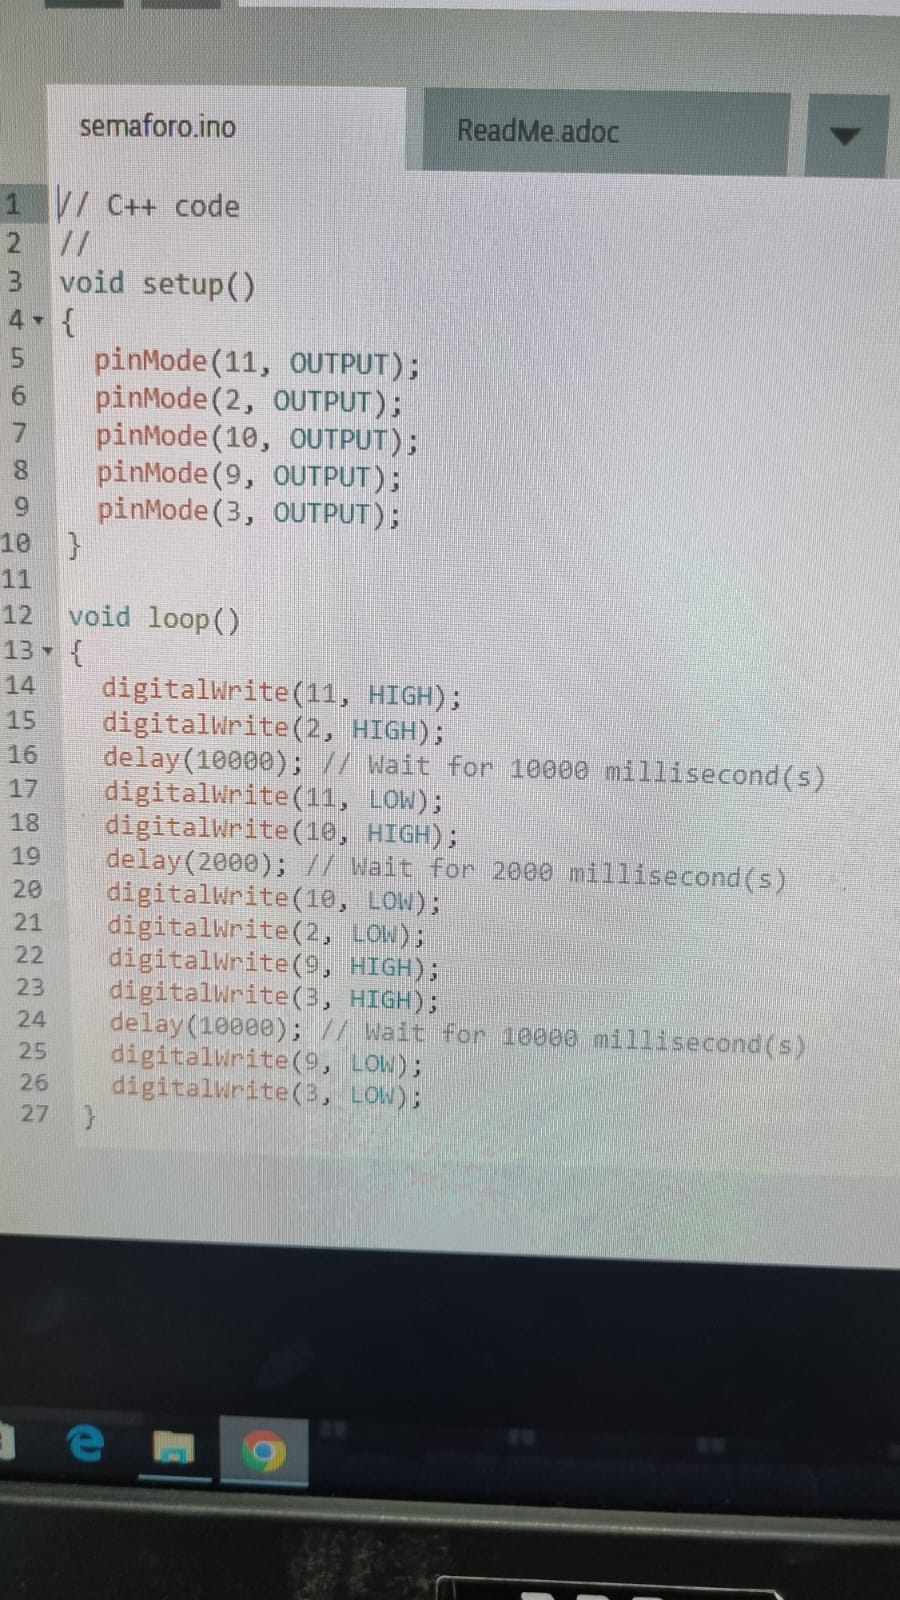 semaforo.ino
ReadMe.adoc
1 // C++ code
2 //
3 void setup()
4 {
5 pinMode(11, OUTPUT);
6 pinMode(2, OUTPUT);
7 pinMode(10, OUTPUT);
8 pinMode(9, OUTPUT);
9 pinMode(3, OUTPUT);
10 }
11
12 void loop()
13 {
14 digitalWrite(11, HIGH);
15 digitalWrite(2, HIGH);
16 delay(10000); // Wait for 10000 millisecond(s)
17 digitalWrite(11, LOW);
18 digitalWrite(10, HIGH);
19 delay(2000); // Wait for 2000 millisecond(s)
20 digitalWrite(10, LOW);
21 digitalWrite(2, LOW);
22 digitalWrite(9, HIGH);
23 digitalWrite(3, HIGH);
24 delay(10000); // Wait for 10000 millisecond(s)
25 digitalWrite(9, LOW);
26 digitalWrite(3, LOW);
27 }